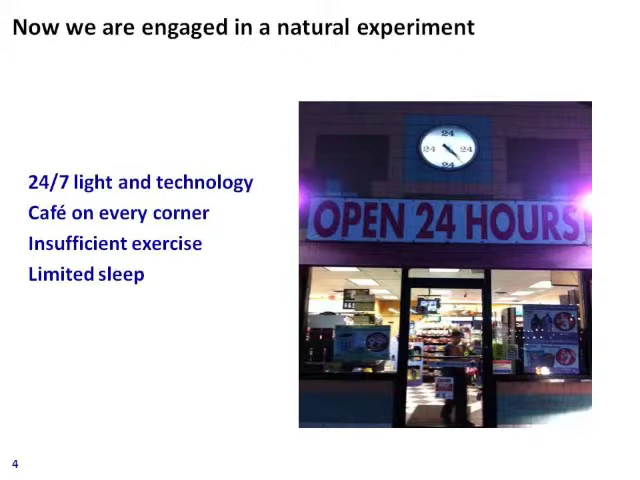 Now we are engaged in a natural experiment
24/7 light and technology
Café on every corner
Insufficient exercise
Limited sleep
24
24 24
24
OPEN 24 HOURS
4